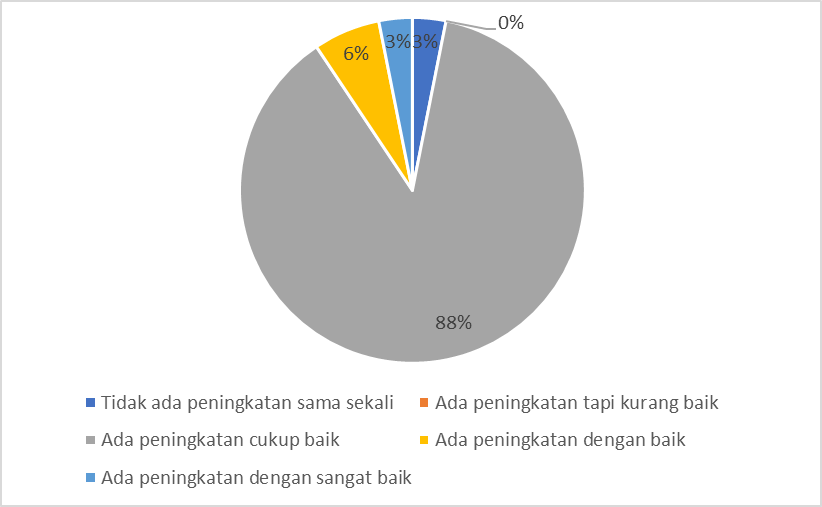 0%
3%
3%
6%
88%
Tidak ada peningkatan sama sekali
Ada peningkatan tapi kurang baik
Ada peningkatan cukup baik
Ada peningkatan dengan baik
Ada peningkatan dengan sangat baik